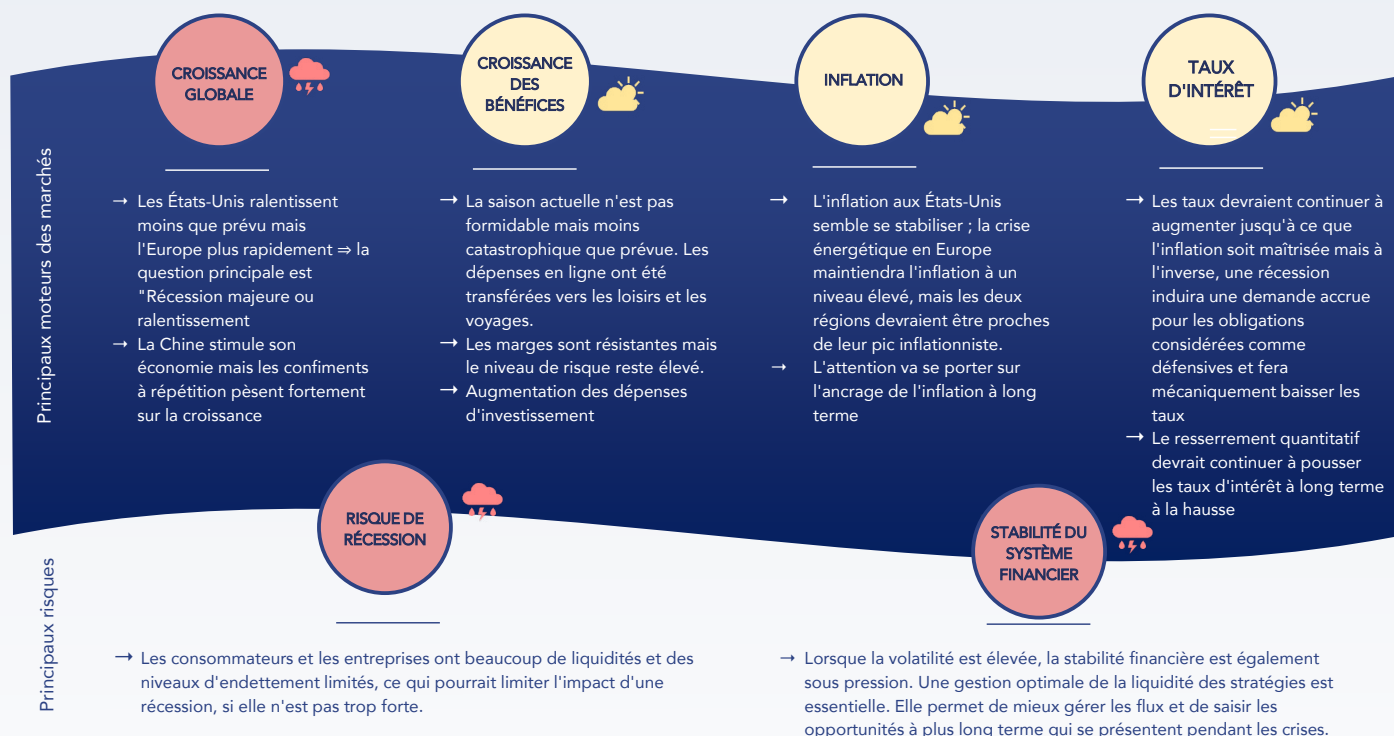 Principaux moteurs des marchés
CROISSANCE
GLOBALE
→ Les États-Unis ralentissent
moins que prévu mais
l'Europe plus rapidement ⇒ la
question principale est
"Récession majeure ou
ralentissement
→ La Chine stimule son
économie mais les confiments
à répétition pèsent fortement
sur la croissance
CROISSANCE
DES
BÉNÉFICES
→ La saison actuelle n'est pas
formidable mais moins
catastrophique que prévue. Les
dépenses en ligne ont été
transférées vers les loisirs et les
voyages.
→ Les marges sont résistantes mais
le niveau de risque reste élevé.
→ Augmentation des dépenses
d'investissement
INFLATION
→ L'inflation aux États-Unis
semble se stabiliser ; la crise
énergétique en Europe
maintiendra l'inflation à un
niveau élevé, mais les deux
régions devraient être proches
de leur pic inflationniste.
→ L'attention va se porter sur
l'ancrage de l'inflation à long
terme
TAUX
D'INTÉRÊT
→ Les taux devraient continuer à
augmenter jusqu'à ce que
l'inflation soit maîtrisée mais à
l'inverse, une récession
induira une demande accrue
pour les obligations
considérées comme
défensives et fera
mécaniquement baisser les
taux
→ Le resserrement quantitatif
devrait continuer à pousser
les taux d'intérêt à long terme
à la hausse
Principaux risques
RISQUE DE
RÉCESSION
→ Les consommateurs et les entreprises ont beaucoup de liquidités et des
niveaux d'endettement limités, ce qui pourrait limiter l'impact d'une
récession, si elle n'est pas trop forte.
STABILITÉ DU
SYSTÈME
FINANCIER
→ Lorsque la volatilité est élevée, la stabilité financière est également
sous pression. Une gestion optimale de la liquidité des stratégies est
essentielle. Elle permet de mieux gérer les flux et de saisir les
opportunités à plus long terme qui se présentent pendant les crises.